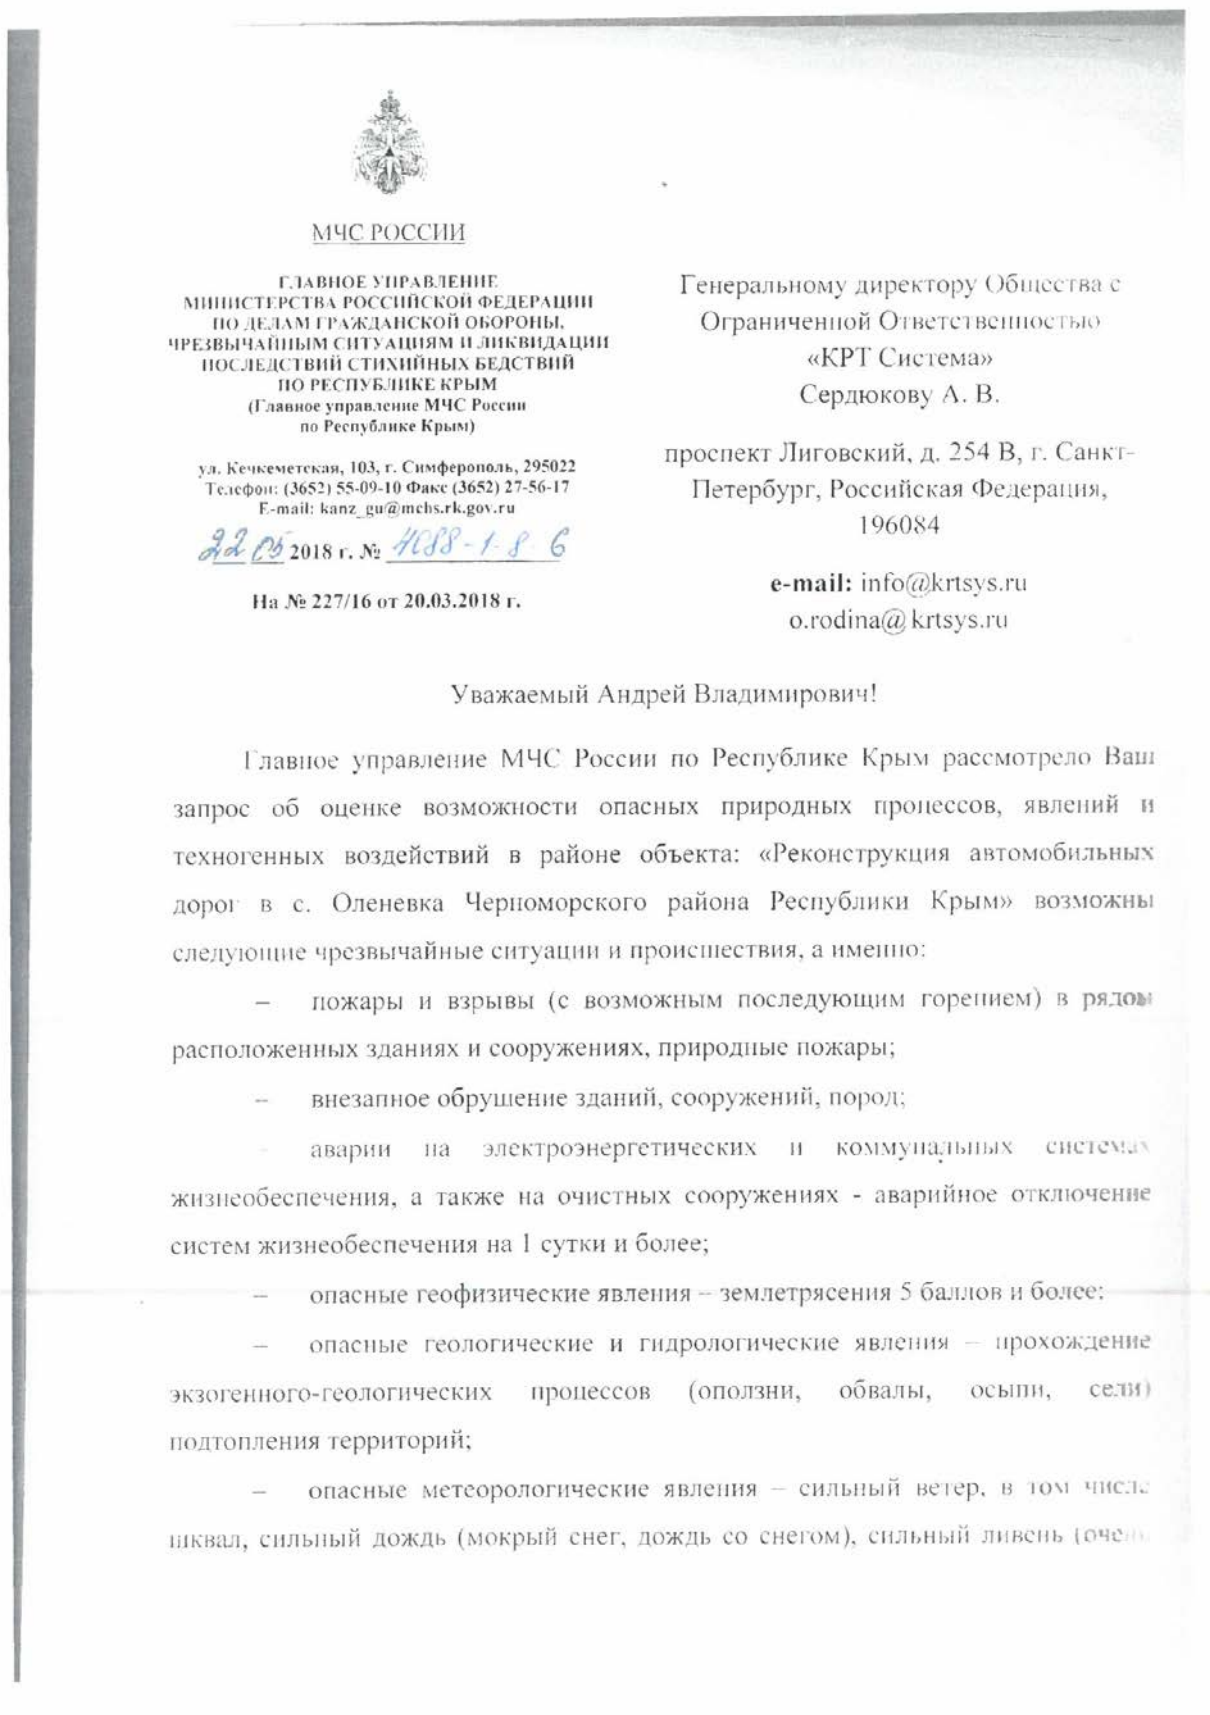 МЧС РОССИИ
ГЛАВНОЕ УПРАВЛЕНИЕ
МИНИСТЕРСТВА РОССИЙСКОЙ ФЕДЕРАЦИИ
ПО ДЕЛАМ ГРАЖДАНСКОЙ ОБОРОНЫ,
ЧРЕЗВЫЧАЙНЫМ СИТУАЦИЯМ И ЛИКВИДАЦИИ
ПОСЛЕДСТВИЙ СТИХИЙНЫХ БЕДСТВИЙ
ПО РЕСПУБЛИКЕ КРЫМ
(Главное управление МЧС России
по Республике Крым)
ул. Кечкеметская, 103, г. Симферополь, 295022
Телефон: (3652) 55-09-10 Факс (3652) 27-56-17
E-mail: kanz_gu@mchs.rk.gov.ru
22 05 2018 г. № 4688-1-8-6
На № 227/16 от 20.03.2018 г.
Генеральному директору Общества с
Ограниченной Ответственностью
«КРТ Система»
Сердюкову А. В.
проспект Лиговский, д. 254 В, г. Санкт-
Петербург, Российская Федерация,
196084
e-mail: info@krtsys.ru
o.rodina@ krtsys.ru
Уважаемый Андрей Владимирович!
Главное управление МЧС России по Республике Крым рассмотрело Ваш
запрос об оценке возможности опасных природных процессов, явлений и
техногенных воздействий в районе объекта: «Реконструкция автомобильных
дорог в с. Оленевка Черноморского района Республики Крым» возможны
следующие чрезвычайные ситуации и происшествия, а именно:
– пожары и взрывы (с возможным последующим горением) в рядом
расположенных зданиях и сооружениях, природные пожары;
– внезапное обрушение зданий, сооружений, пород;
– аварии на электроэнергетических и коммунальных системах
жизнеобеспечения, а также на очистных сооружениях - аварийное отключение
систем жизнеобеспечения на 1 сутки и более;
– опасные геофизические явления – землетрясения 5 баллов и более;
– опасные геологические и гидрологические явления – прохождение
экзогенного-геологических процессов (оползни, обвалы, осыпи, сели)
подтопления территорий;
– опасные метеорологические явления – сильный ветер, в том числе
шквал, сильный дождь (мокрый снег, дождь со снегом), сильный ливень (очень